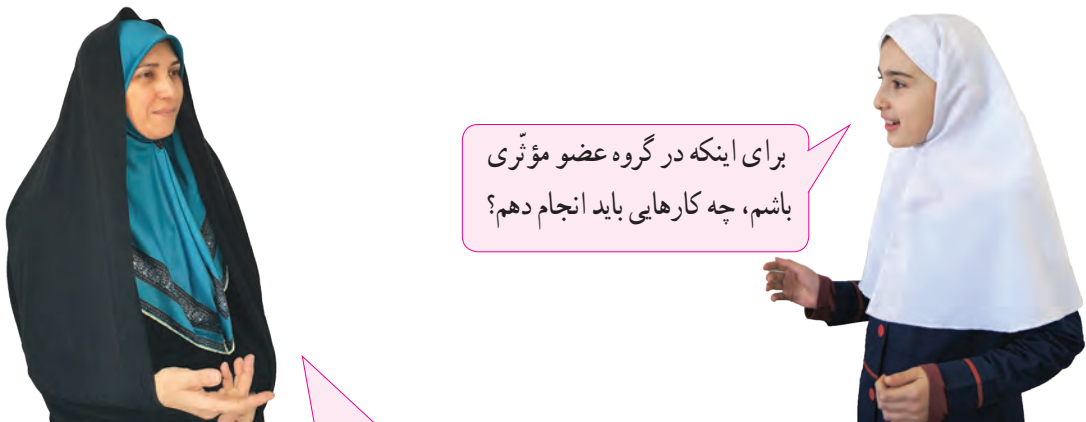 برای اینکه در گروه عضو مؤثّری
باشم، چه کارهایی باید انجام دهم؟